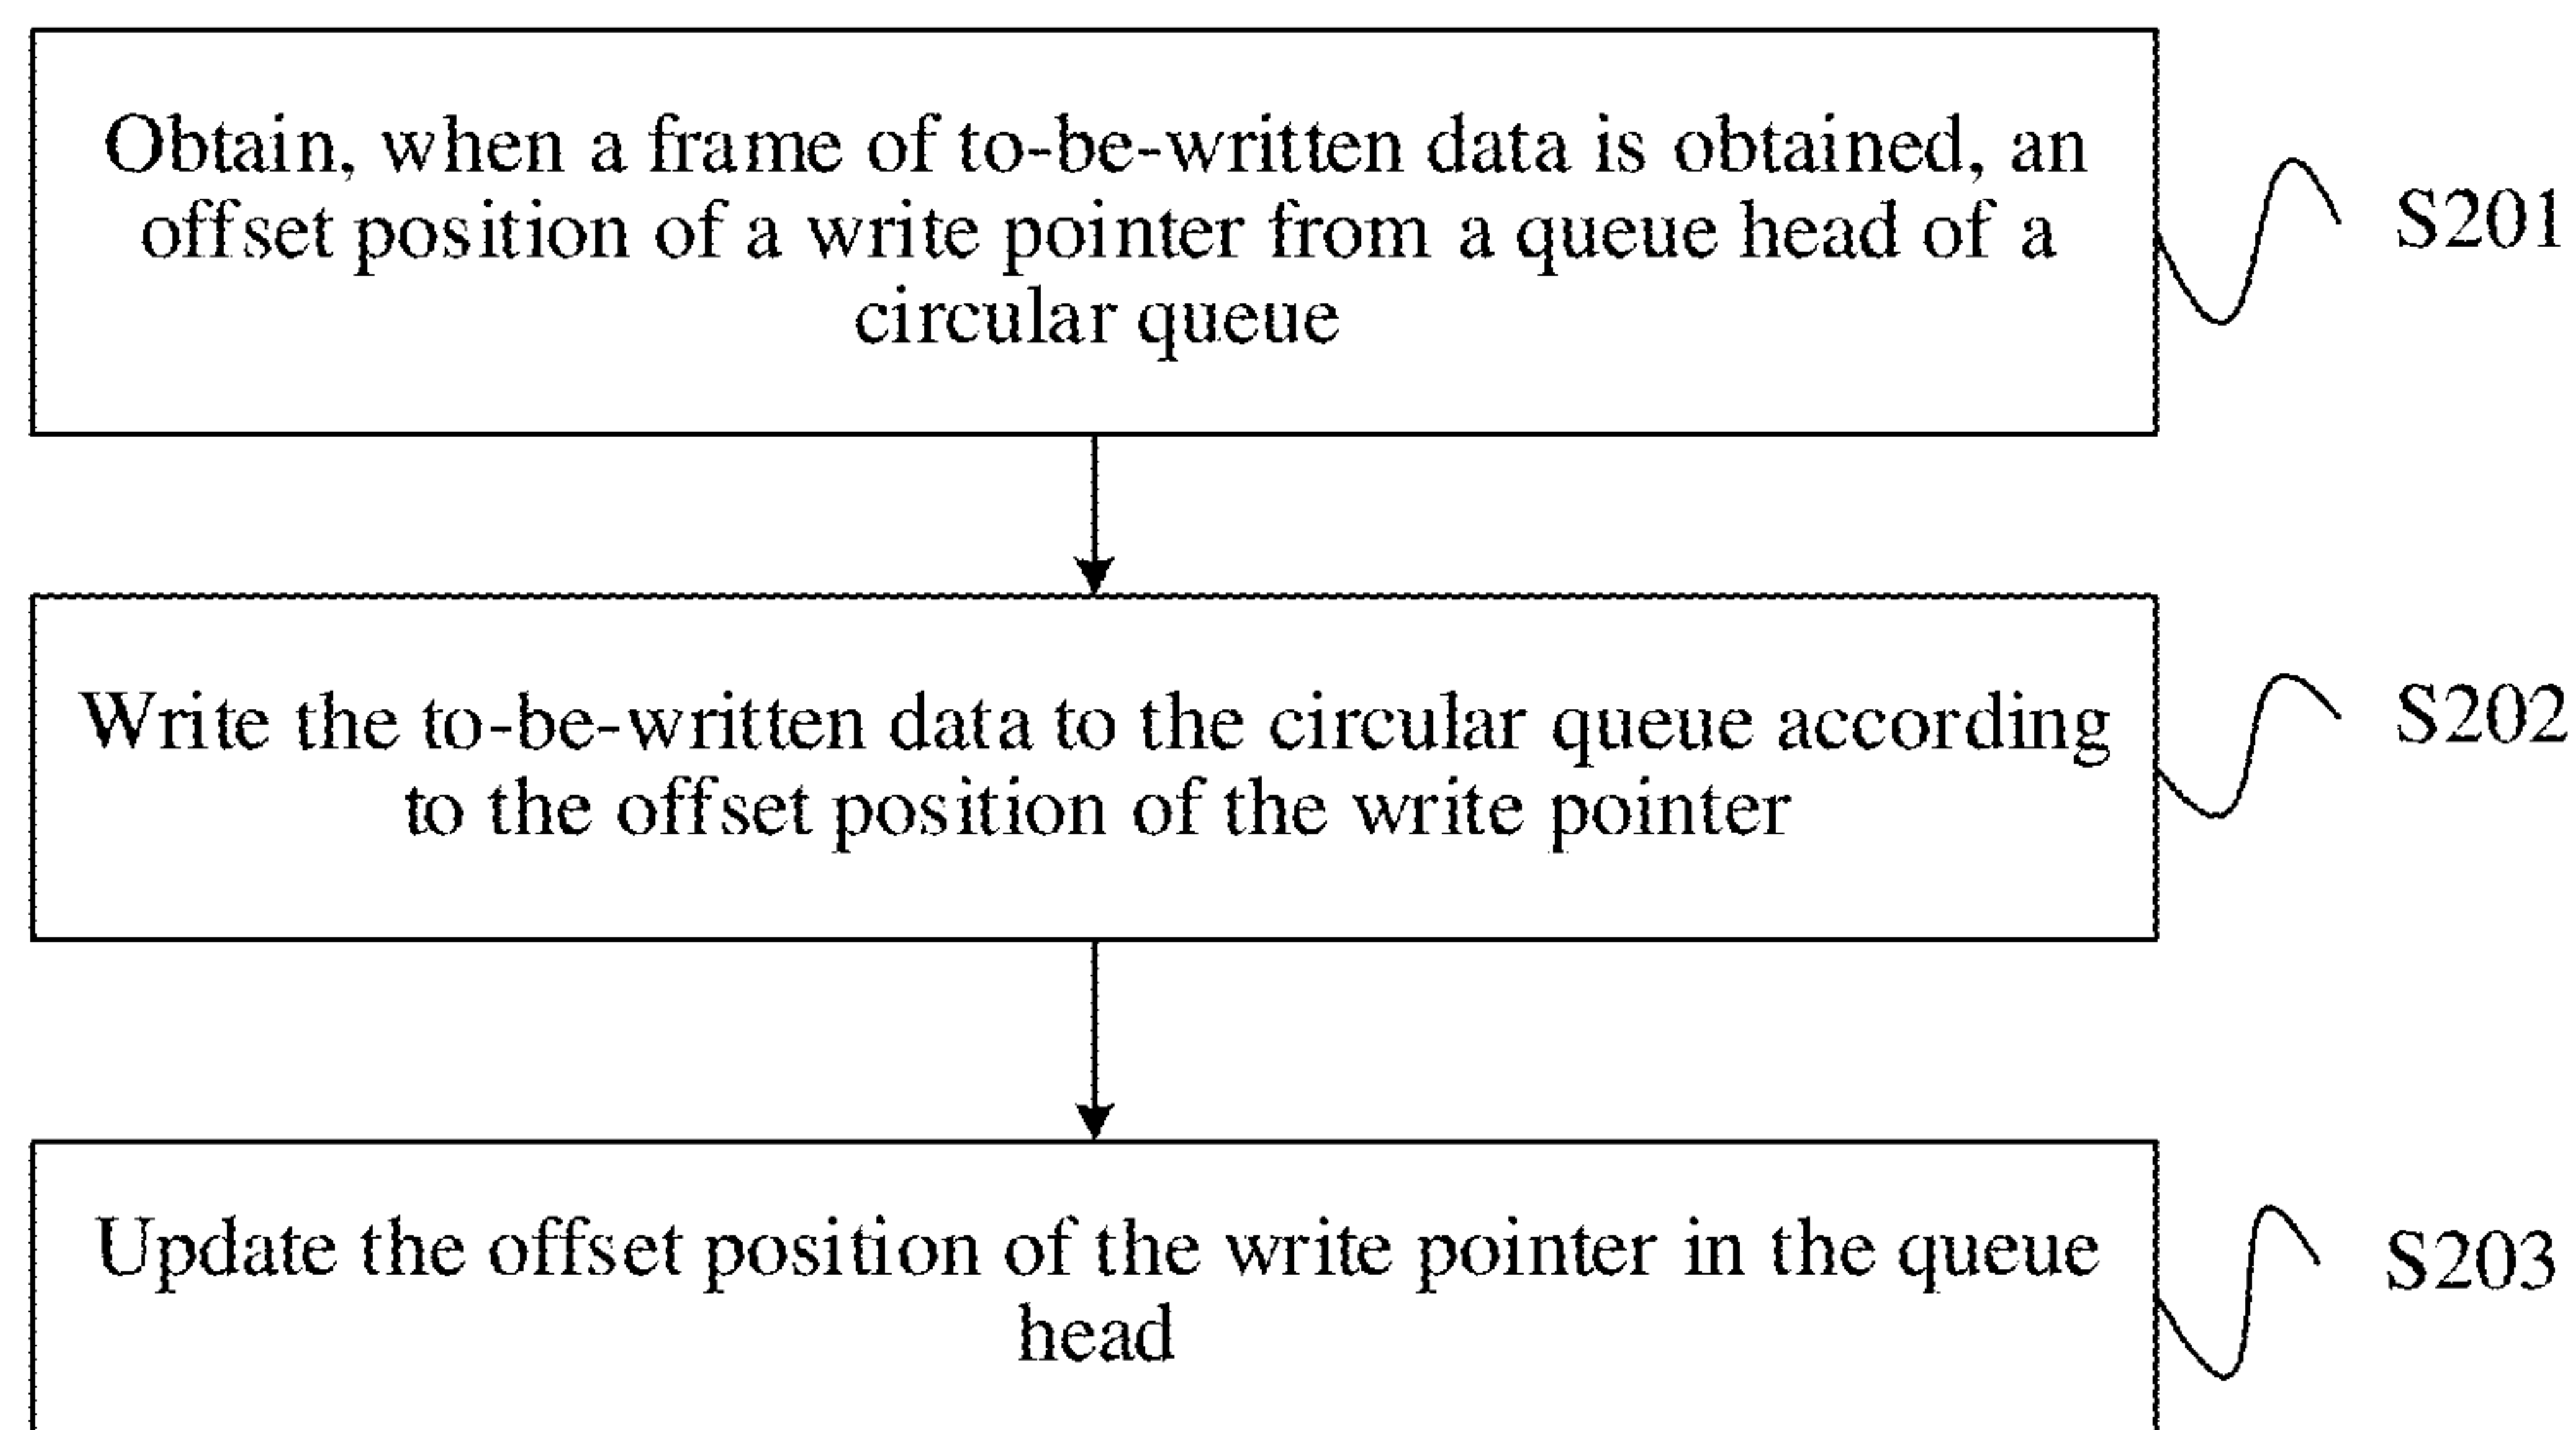 Obtain, when a frame of to-be-written data is obtained, an
offset position of a write pointer from a queue head of a
circular queue
S201
Write the to-be-written data to the circular queue according
to the offset position of the write pointer
S202
Update the offset position of the write pointer in the queue
head
S203